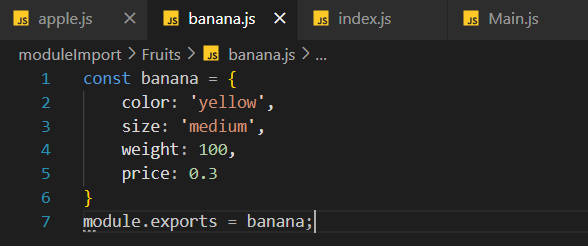 JS apple.js × JS banana.js × JS index.js JS Main.js
moduleImport > Fruits > JS banana.js > ...
1 const banana = {
2 color: 'yellow',
3 size: 'medium',
4 weight: 100,
5 price: 0.3
6 }
7 module.exports = banana;